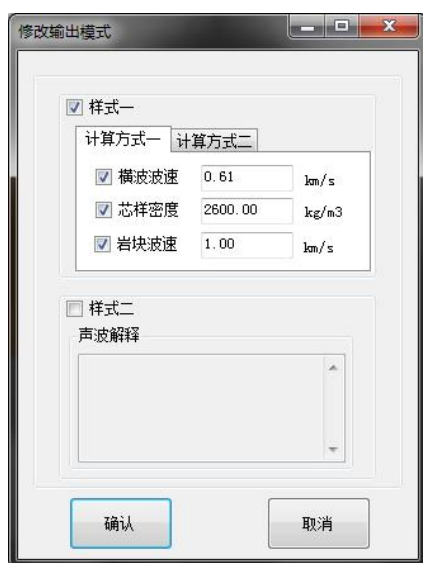 修改输出模式
样式一
计算方式一 计算方式二
横波波速 0.61 km/s
芯样密度 2600.00 kg/m3
岩块波速 1.00 km/s
样式二
声波解释
确认 取消